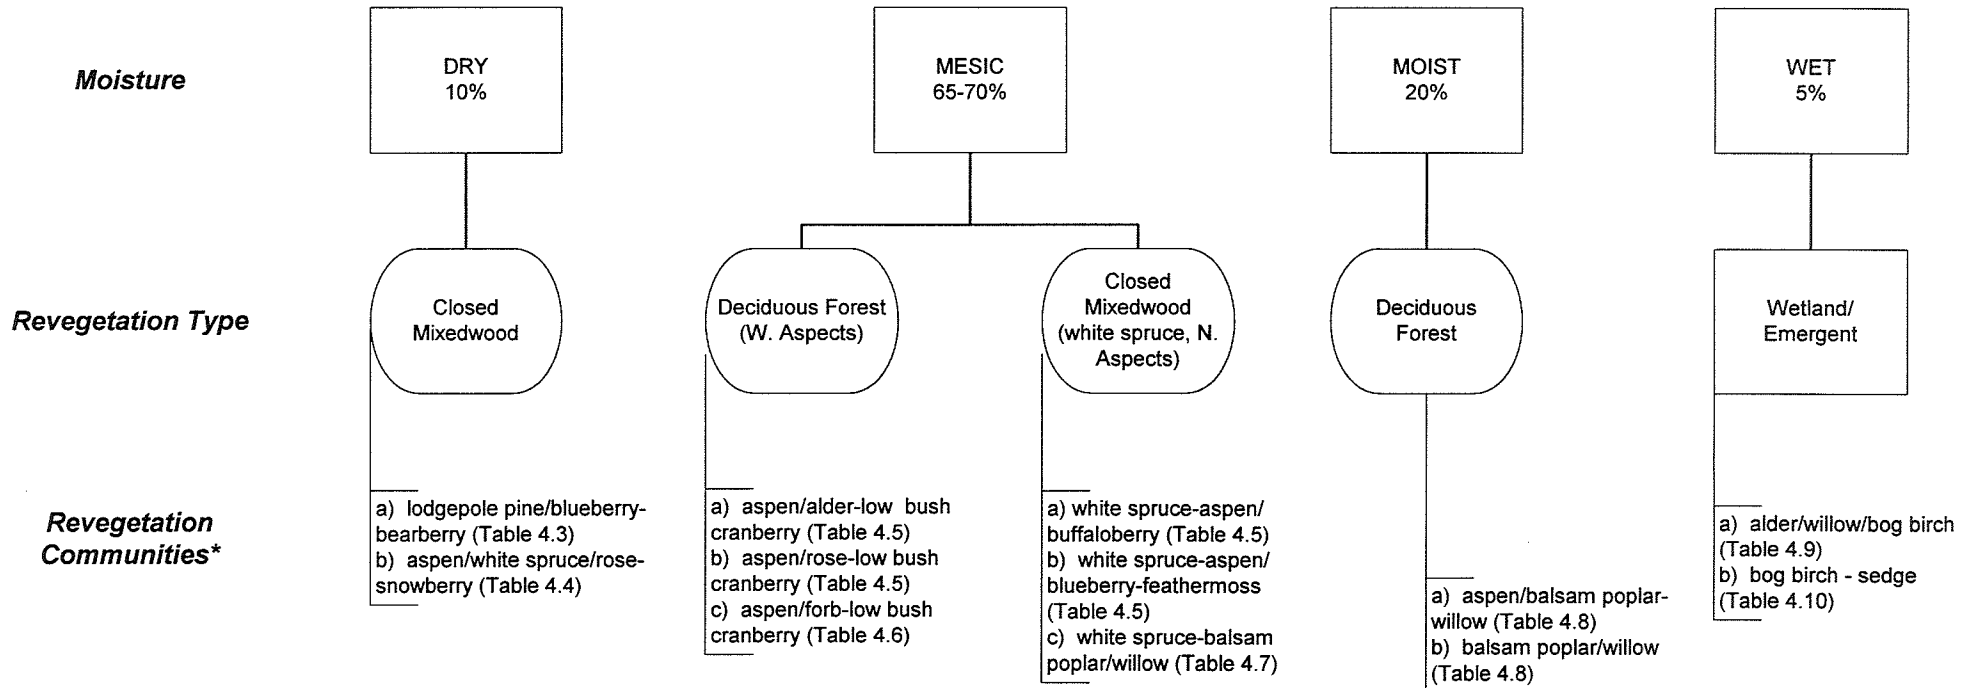 Moisture
DRY
10%
MESIC
65-70%
MOIST
20%
WET
5%
Revegetation Type
Closed
Mixedwood
Deciduous Forest
(W. Aspects)
Closed
Mixedwood
(white spruce, N.
Aspects)
Deciduous
Forest
Wetland/
Emergent
Revegetation
Communities*
a) lodgepole pine/blueberry-
bearberry (Table 4.3)
b) aspen/white spruce/rose-
snowberry (Table 4.4)
a) aspen/alder-low bush
cranberry (Table 4.5)
b) aspen/rose-low bush
cranberry (Table 4.5)
c) aspen/forb-low bush
cranberry (Table 4.6)
a) white spruce-aspen/
buffaloberry (Table 4.5)
b) white spruce-aspen/
blueberry-feathermoss
(Table 4.5)
c) white spruce-balsam
poplar/willow (Table 4.7)
a) aspen/balsam poplar-
willow (Table 4.8)
b) balsam poplar/willow
(Table 4.8)
a) alder/willow/bog birch
(Table 4.9)
b) bog birch - sedge
(Table 4.10)